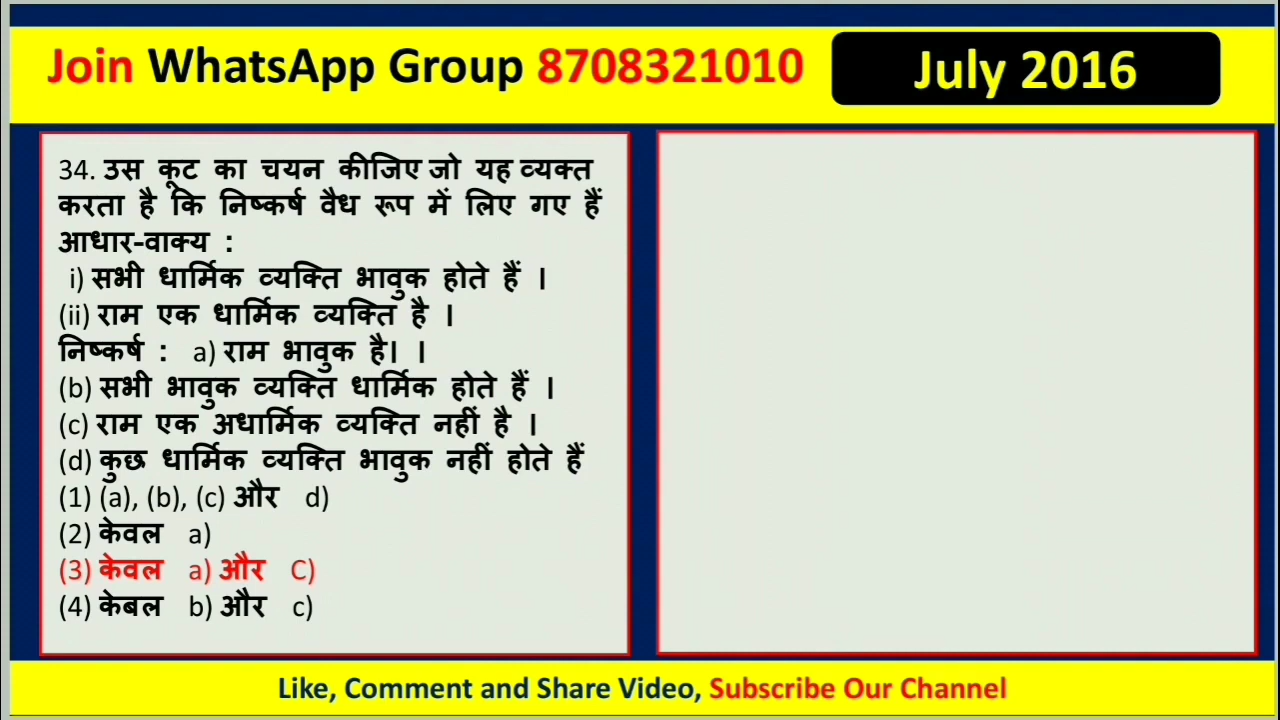 Join WhatsApp Group 8708321010
July 2016
34. उस कूट का चयन कीजिए जो यह व्यक्त
करता है कि निष्कर्ष वैध रूप में लिए गए हैं
आधार-वाक्य :
i) सभी धार्मिक व्यक्ति भावुक होते हैं ।
(ii) राम एक धार्मिक व्यक्ति है ।
निष्कर्ष : a) राम भावुक है। ।
(b) सभी भावुक व्यक्ति धार्मिक होते हैं ।
(c) राम एक अधार्मिक व्यक्ति नहीं है ।
(d) कुछ धार्मिक व्यक्ति भावुक नहीं होते हैं
(1) (a), (b), (c) और d)
(2) केवल a)
(3) केवल a) और C)
(4) केबल b) और c)
Like, Comment and Share Video, Subscribe Our Channel